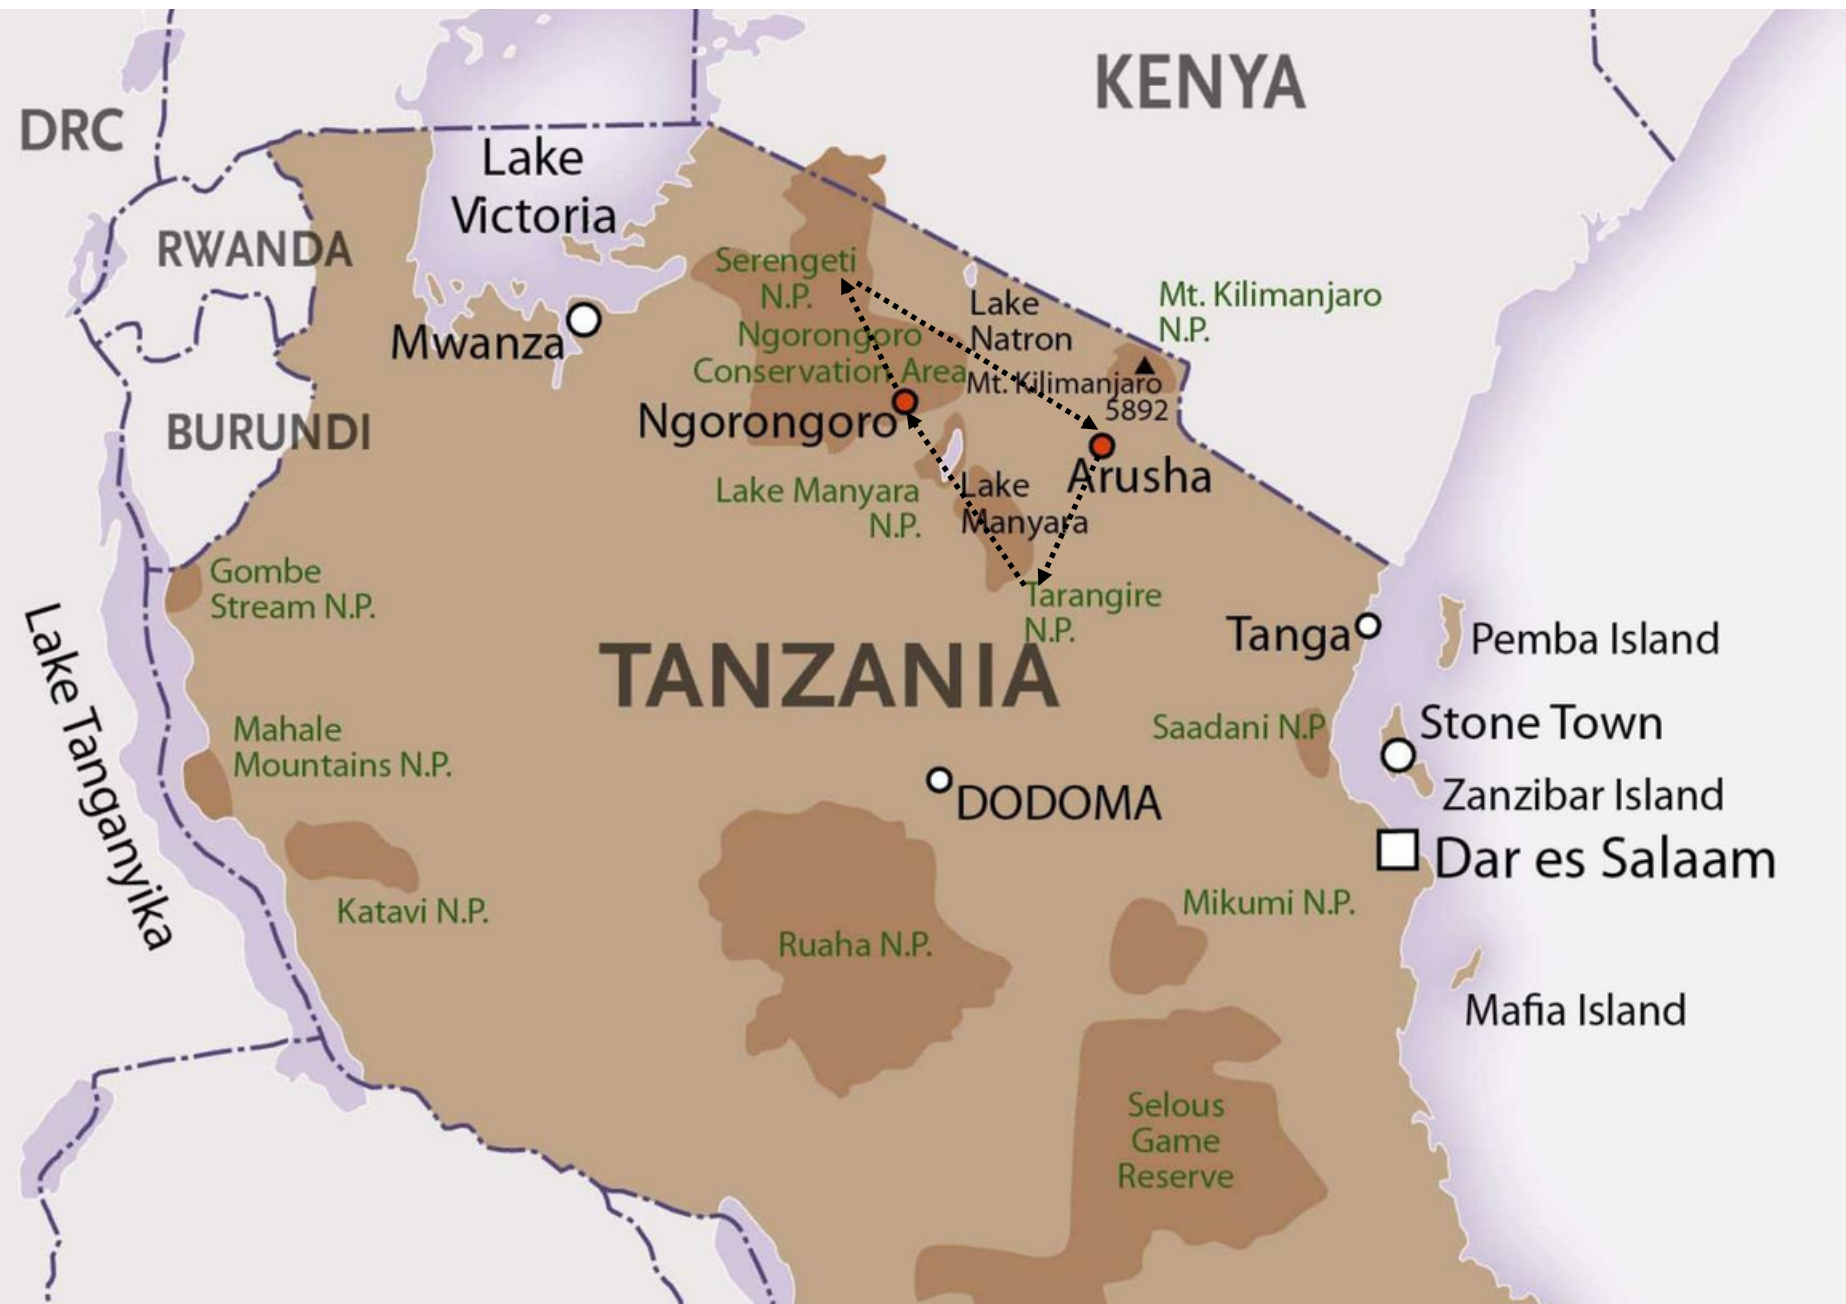 KENYA
DRC
Lake
Victoria
RWANDA
Serengeti
N.P.
Mt. Kilimanjaro
N.P.
Lake
Natron
Mwanza
Ngorongoro
Conservation Area
Mt. Kilimanjaro
5892
Ngorongoro
BURUNDI
Arusha
Lake Manyara
N.P.
Lake
Manyara
Gombe
Stream N.P.
Tarangire
N.P.
Tanga
Pemba Island
TANZANIA
Lake Tanganyika
Mahale
Mountains N.P.
Saadani N.P
Stone Town
Zanzibar Island
DODOMA
Dar es Salaam
Katavi N.P.
Ruaha N.P.
Mikumi N.P.
Mafia Island
Selous
Game
Reserve